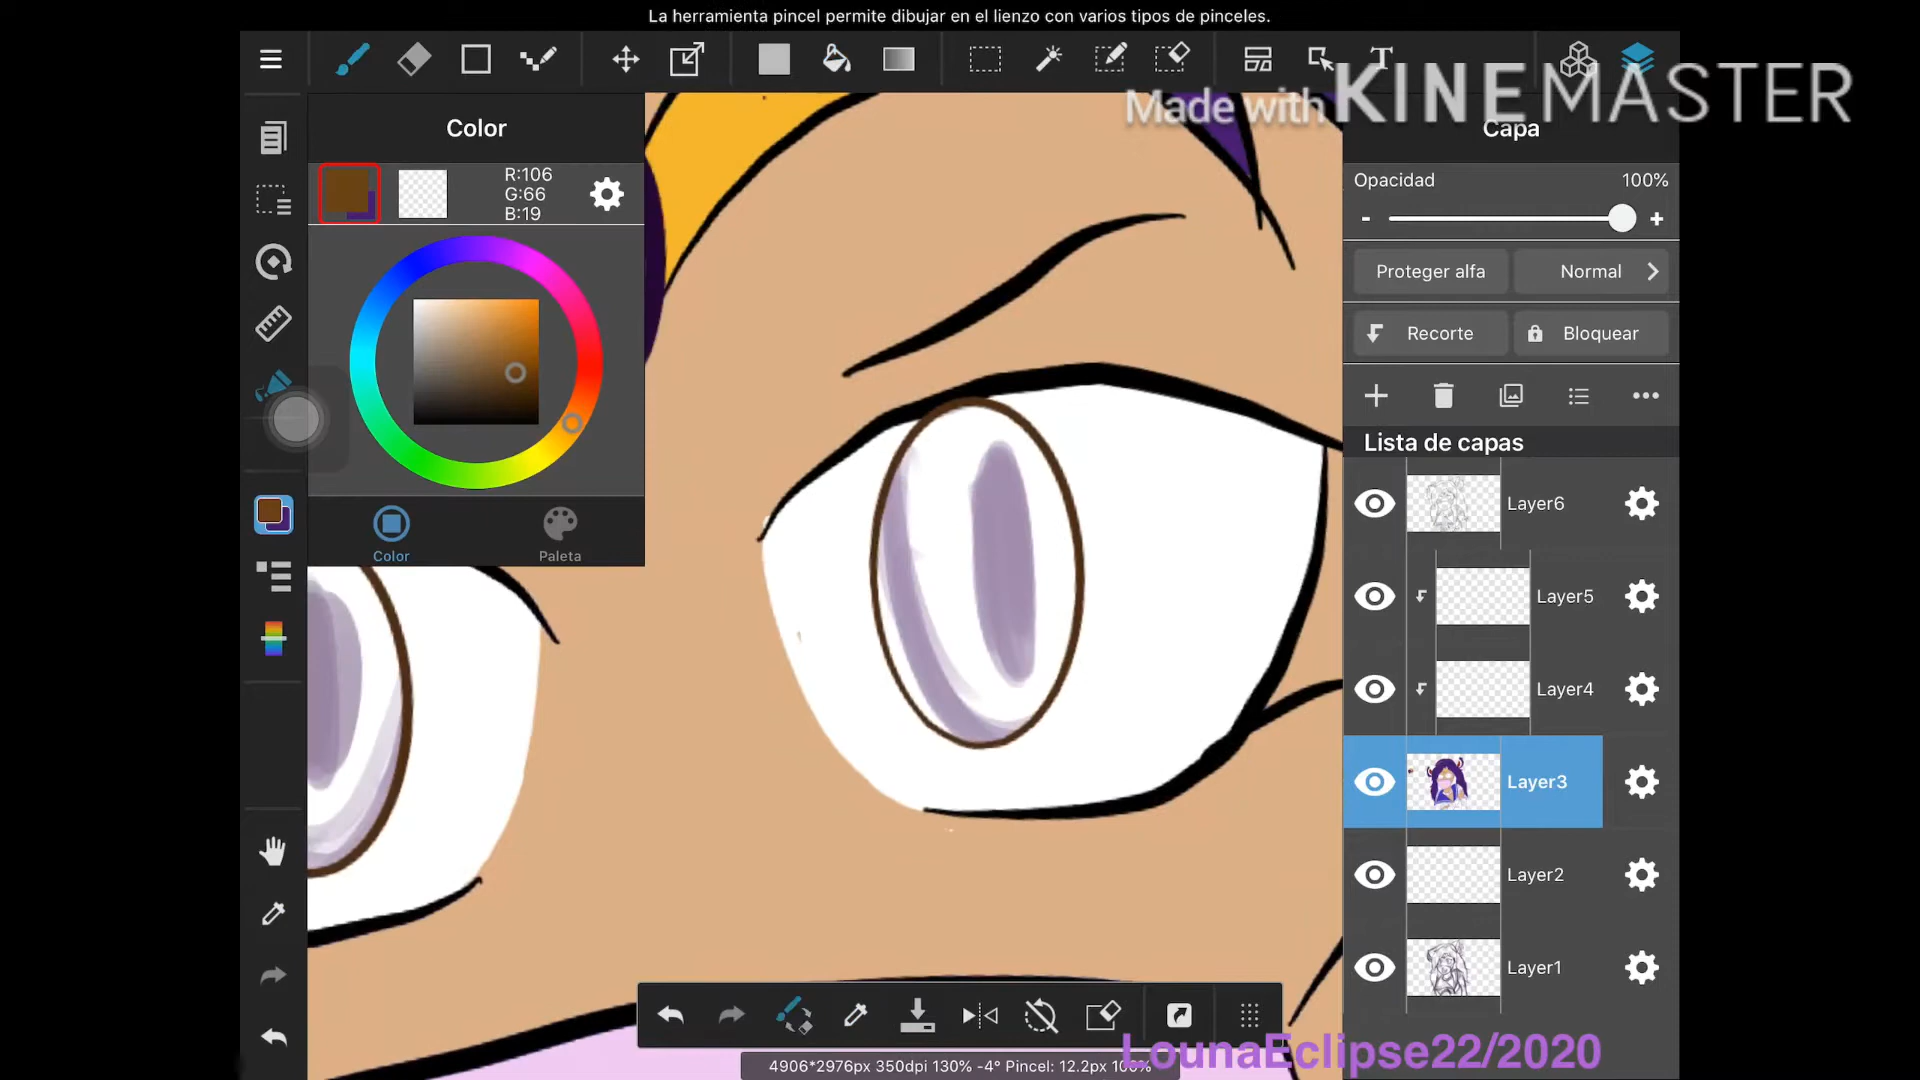 La herramienta pincel permite dibujar en el lienzo con varios tipos de pinceles.
Made with KINEMASTER
Color
R:106
G:66
B:19
Color
Paleta
Capa
Opacidad 100%
- +
Proteger alfa
Normal
Recorte
Bloquear
Lista de capas
Layer6
Layer5
Layer4
Layer3
Layer2
Layer1
LounaEclipse22/2020
4906*2976px 350dpi 130% -4° Pincel: 12.2px 100%